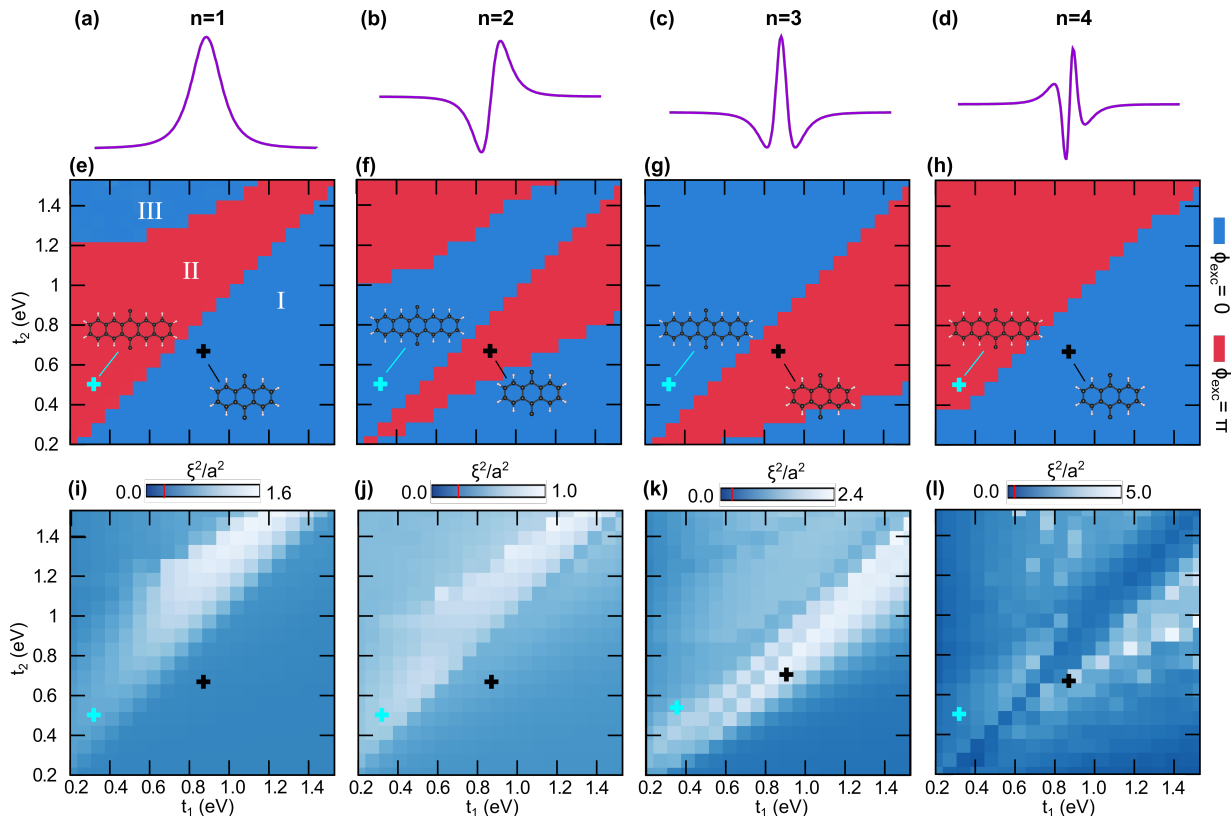 (a) n=1 (b) n=2 (c) n=3 (d) n=4
(e) (f) (g) (h)
III
II
I
t₂ (eV)
1.4
1.2
1
0.8
0.6
0.4
0.2
ϕexc= 0
ϕexc= π
(i) ξ²/a² (j) ξ²/a² (k) ξ²/a² (l) ξ²/a²
0.0 1.6 0.0 1.0 0.0 2.4 0.0 5.0
t₂ (eV)
1.4
1.2
1
0.8
0.6
0.4
0.2
0.2 0.4 0.6 0.8 1.0 1.2 1.4 0.2 0.4 0.6 0.8 1.0 1.2 1.4 0.2 0.4 0.6 0.8 1.0 1.2 1.4 0.2 0.4 0.6 0.8 1.0 1.2 1.4
t₁ (eV) t₁ (eV) t₁ (eV) t₁ (eV)